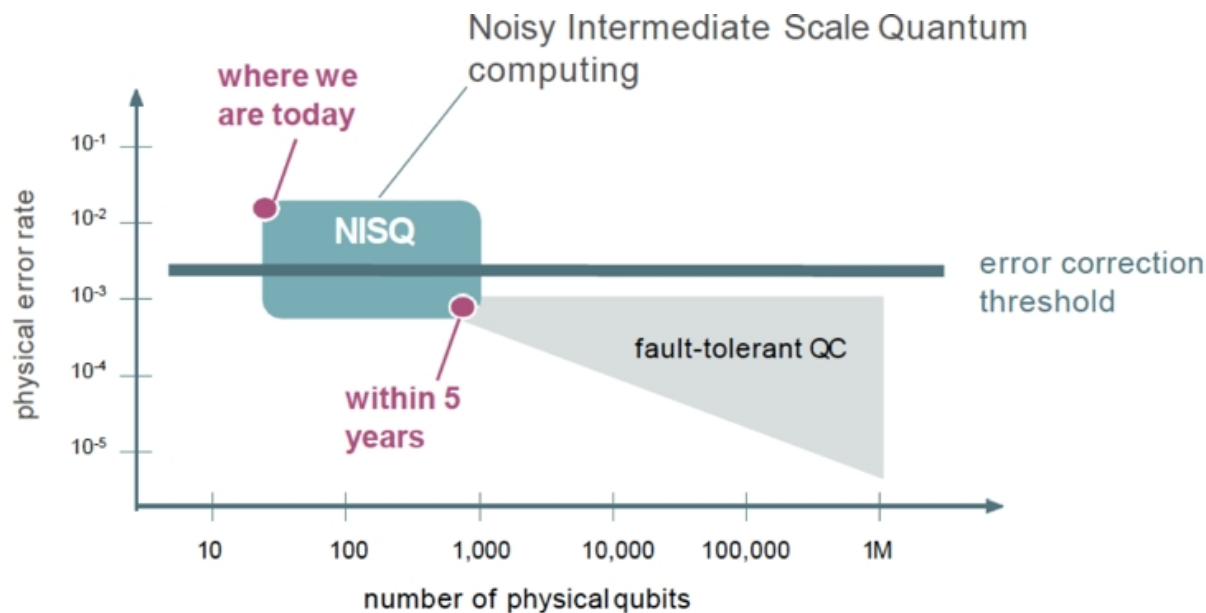 Noisy Intermediate Scale Quantum
computing
where we
are today
10-1
10-2
10-3
10-4
10-5
physical error rate
NISQ
error correction
threshold
fault-tolerant QC
within 5
years
10
100
1,000
10,000
100,000
1M
number of physical qubits